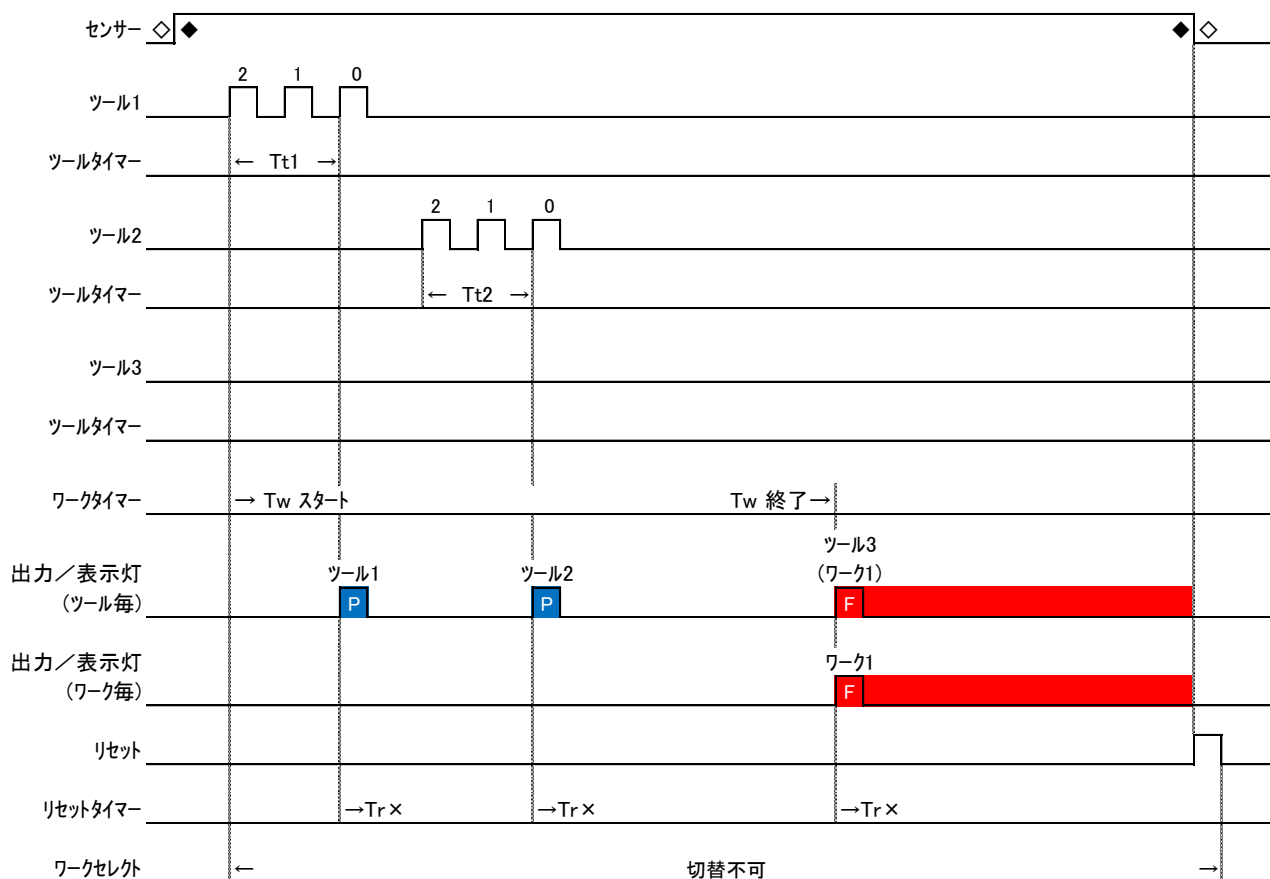 センサー ◇ ◆ ◆ ◇
2 1 0
ツール1
ツールタイマー ← Tt1 →
2 1 0
ツール2
ツールタイマー ← Tt2 →
ツール3
ツールタイマー
ワークタイマー → Tw スタート Tw 終了→
ツール3
出力／表示灯 ツール1 ツール2 (ワーク1)
(ツール毎) P P F
出力／表示灯 ワーク1
(ワーク毎) F
リセット
リセットタイマー →Tr× →Tr× →Tr×
ワークセレクト ← 切替不可 →